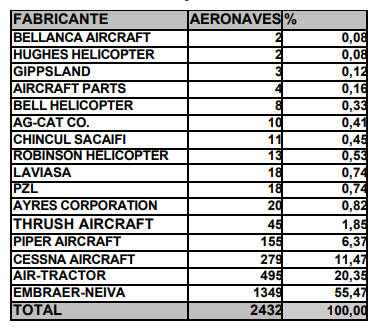 FABRICANTE AERONAVES %
BELLANCA AIRCRAFT 2 0,08
HUGHES HELICOPTER 2 0,08
GIPPSLAND 3 0,12
AIRCRAFT PARTS 4 0,16
BELL HELICOPTER 8 0,33
AG-CAT CO. 10 0,41
CHINCUL SACAIFI 11 0,45
ROBINSON HELICOPTER 13 0,53
LAVIASA 18 0,74
PZL 18 0,74
AYRES CORPORATION 20 0,82
THRUSH AIRCRAFT 45 1,85
PIPER AIRCRAFT 155 6,37
CESSNA AIRCRAFT 279 11,47
AIR-TRACTOR 495 20,35
EMBRAER-NEIVA 1349 55,47
TOTAL 2432 100,00